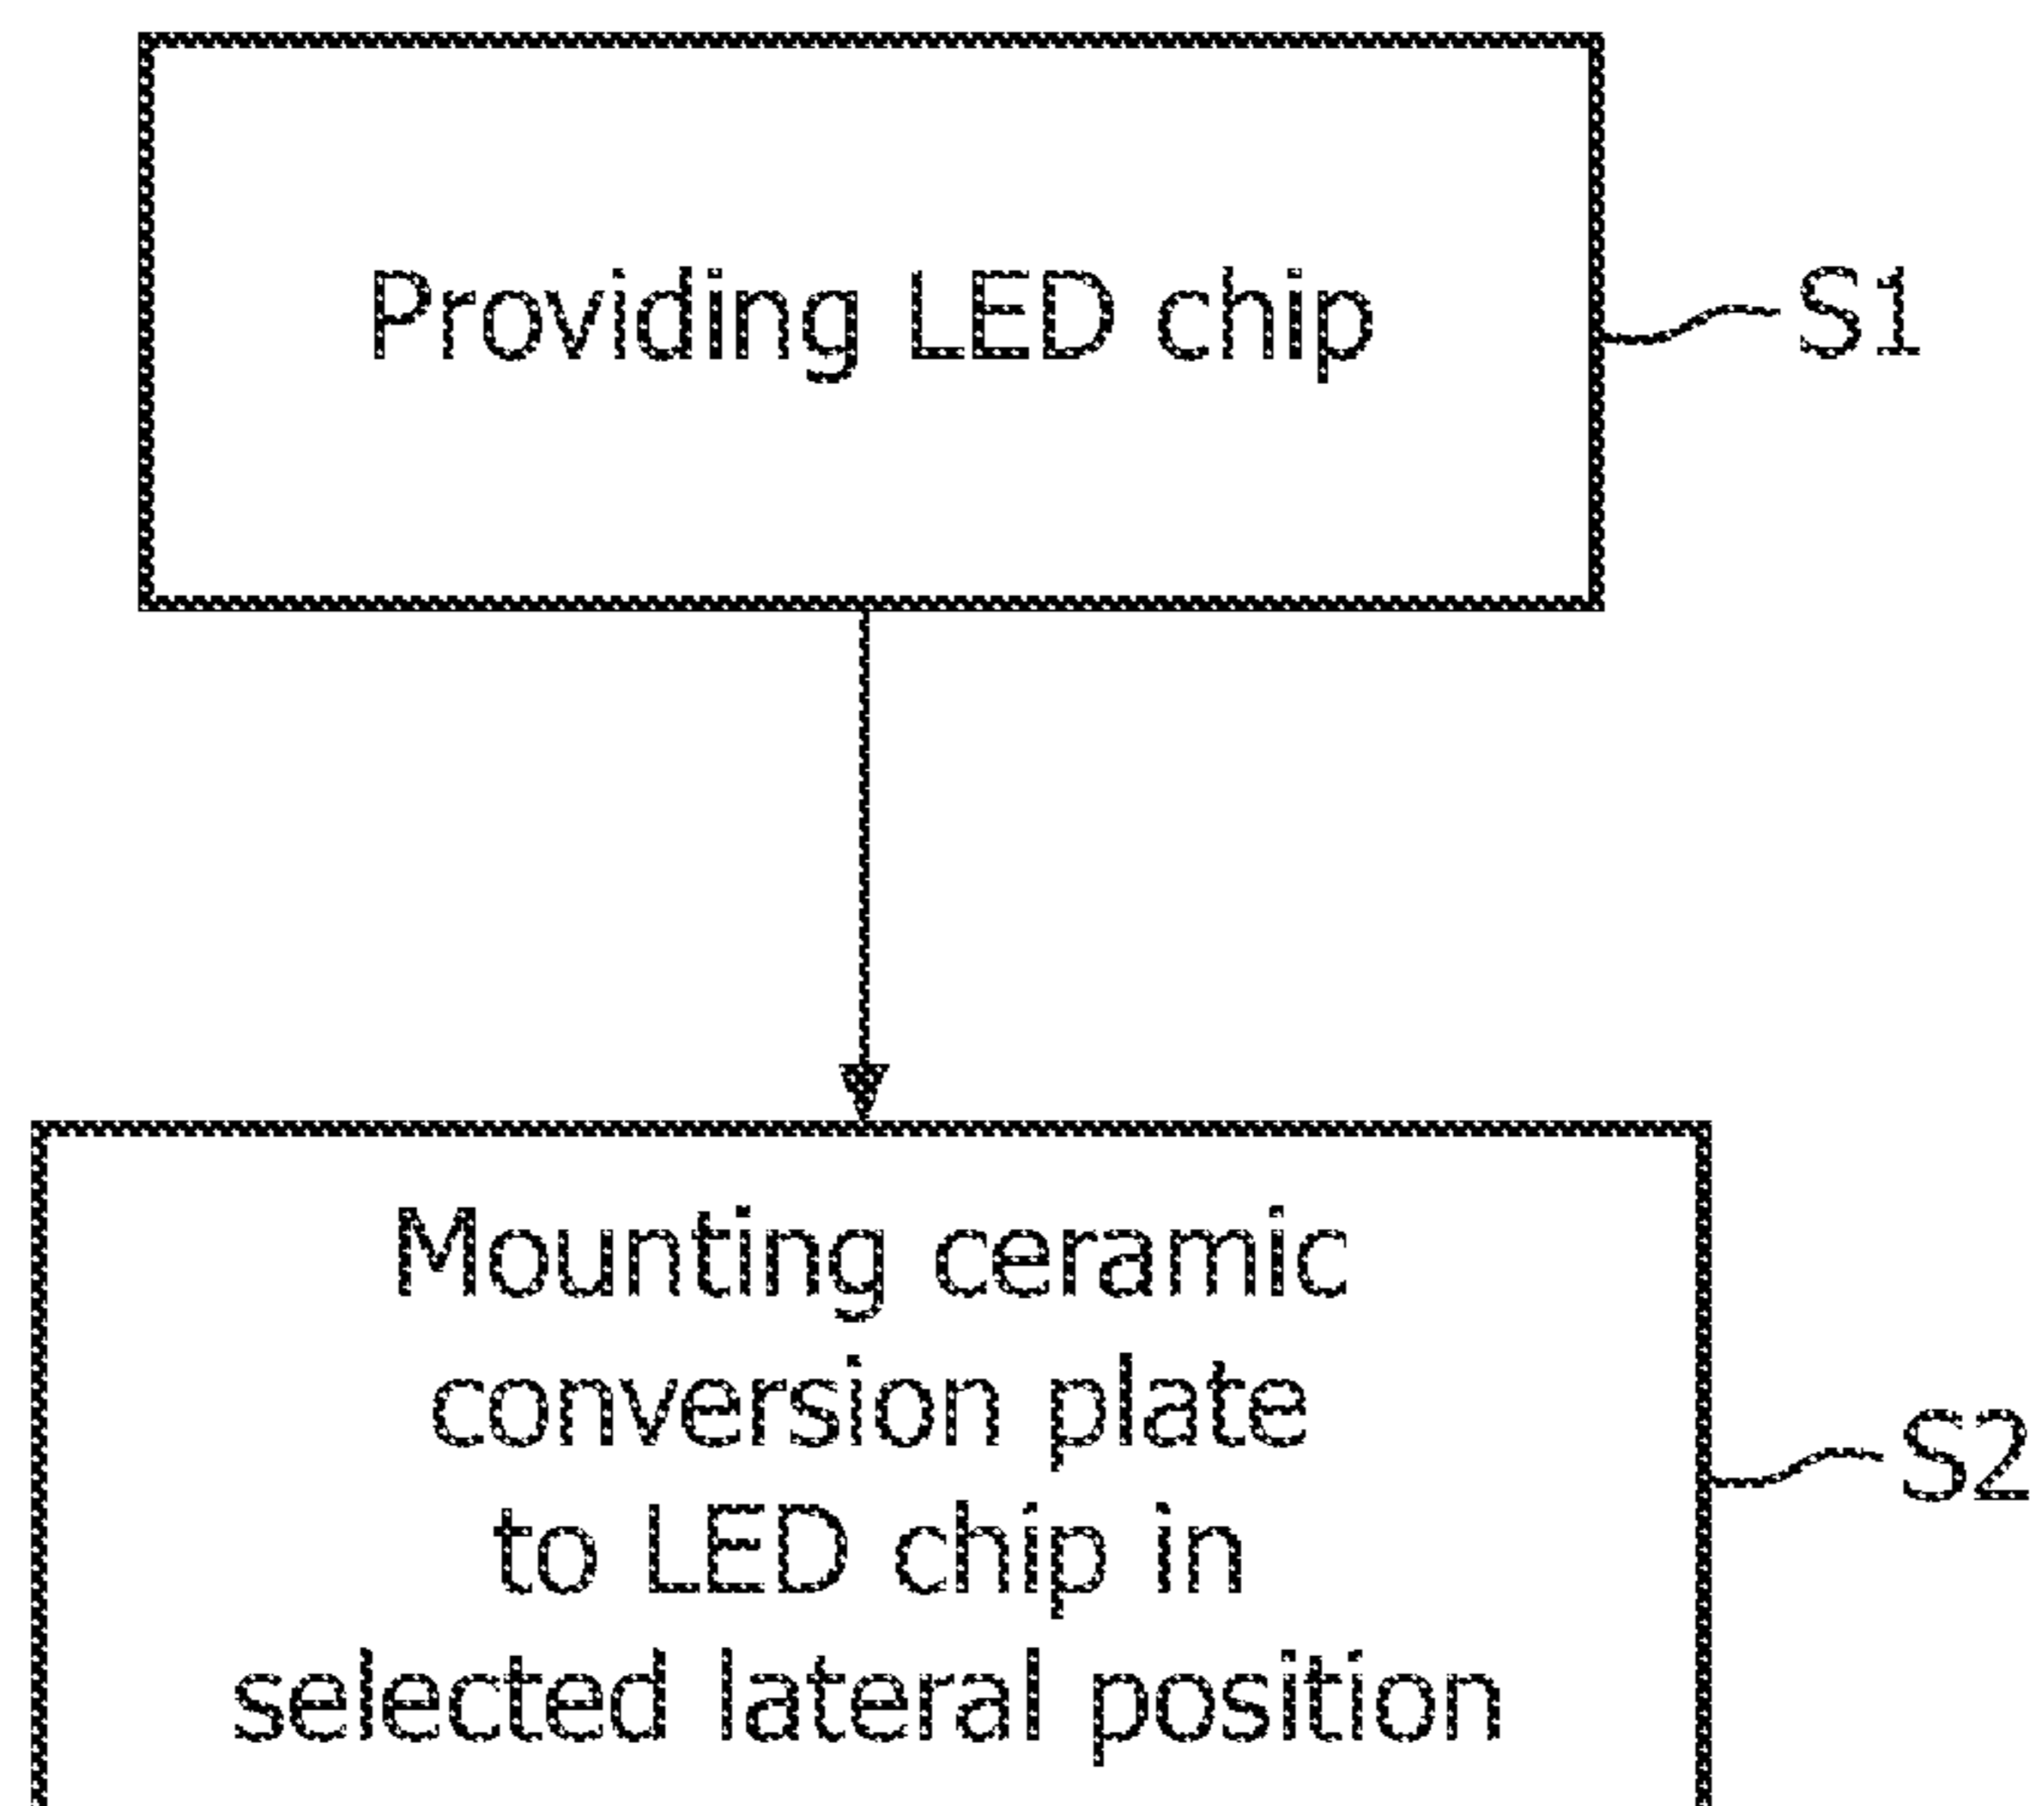 Providing LED chip
S1
Mounting ceramic
conversion plate
to LED chip in
selected lateral position
S2